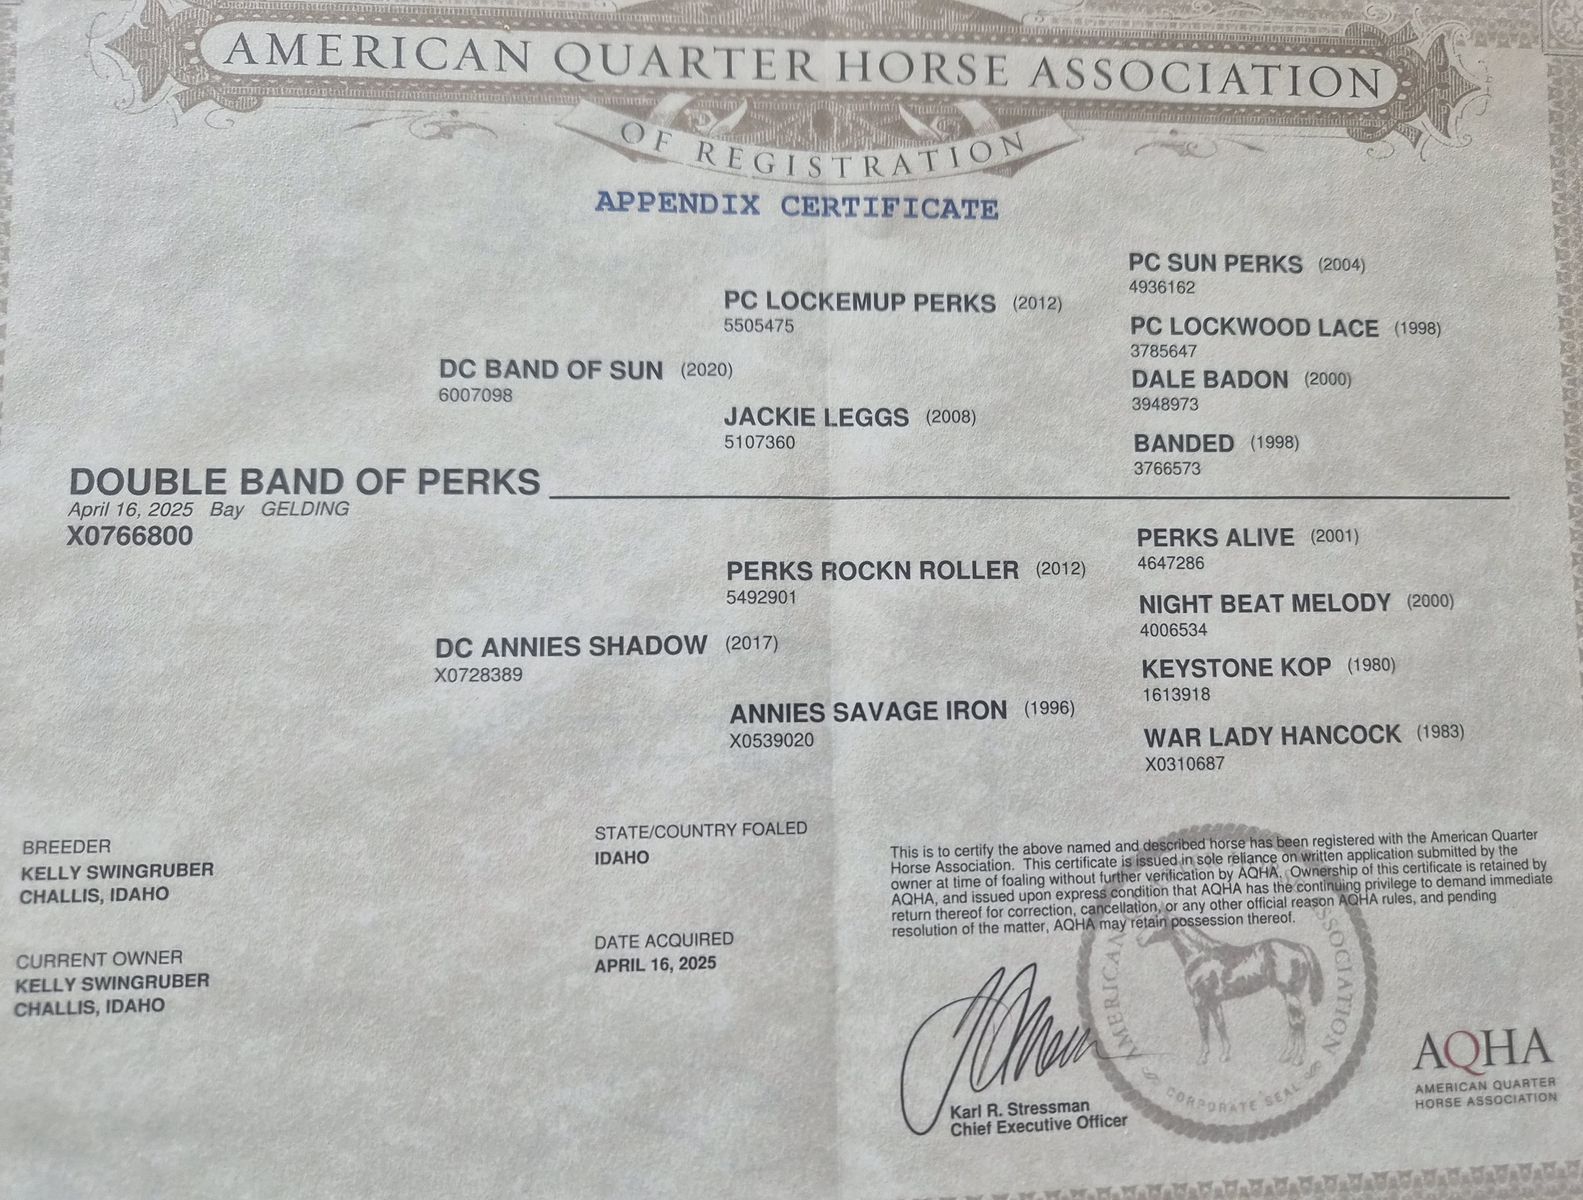 AMERICAN QUARTER HORSE ASSOCIATION
OF REGISTRATION
APPENDIX CERTIFICATE
PC SUN PERKS (2004)
4936162
PC LOCKEMUP PERKS (2012)
5505475
PC LOCKWOOD LACE (1998)
3785647
DC BAND OF SUN (2020)
6007098
DALE BADON (2000)
3948973
JACKIE LEGGS (2008)
5107360
BANDED (1998)
3766573
DOUBLE BAND OF PERKS
April 16, 2025 Bay GELDING
X0766800
PERKS ALIVE (2001)
4647286
PERKS ROCKN ROLLER (2012)
5492901
NIGHT BEAT MELODY (2000)
4006534
DC ANNIES SHADOW (2017)
X0728389
KEYSTONE KOP (1980)
1613918
ANNIES SAVAGE IRON (1996)
X0539020
WAR LADY HANCOCK (1983)
X0310687
BREEDER
KELLY SWINGRUBER
CHALLIS, IDAHO
STATE/COUNTRY FOALED
IDAHO
CURRENT OWNER
KELLY SWINGRUBER
CHALLIS, IDAHO
DATE ACQUIRED
APRIL 16, 2025
This is to certify the above named and described horse has been registered with the American Quarter
Horse Association. This certificate is issued in sole reliance on written application submitted by the
owner at time of foaling without further verification by AQHA. Ownership of this certificate is retained by
AQHA, and issued upon express condition that AQHA has the continuing privilege to demand immediate
return thereof for correction, cancellation, or any other official reason AQHA rules, and pending
resolution of the matter, AQHA may retain possession thereof.
Karl R. Stressman
Chief Executive Officer
AMERICAN ASSOCIATION
CORPORATE SEAL
AQHA
AMERICAN QUARTER
HORSE ASSOCIATION